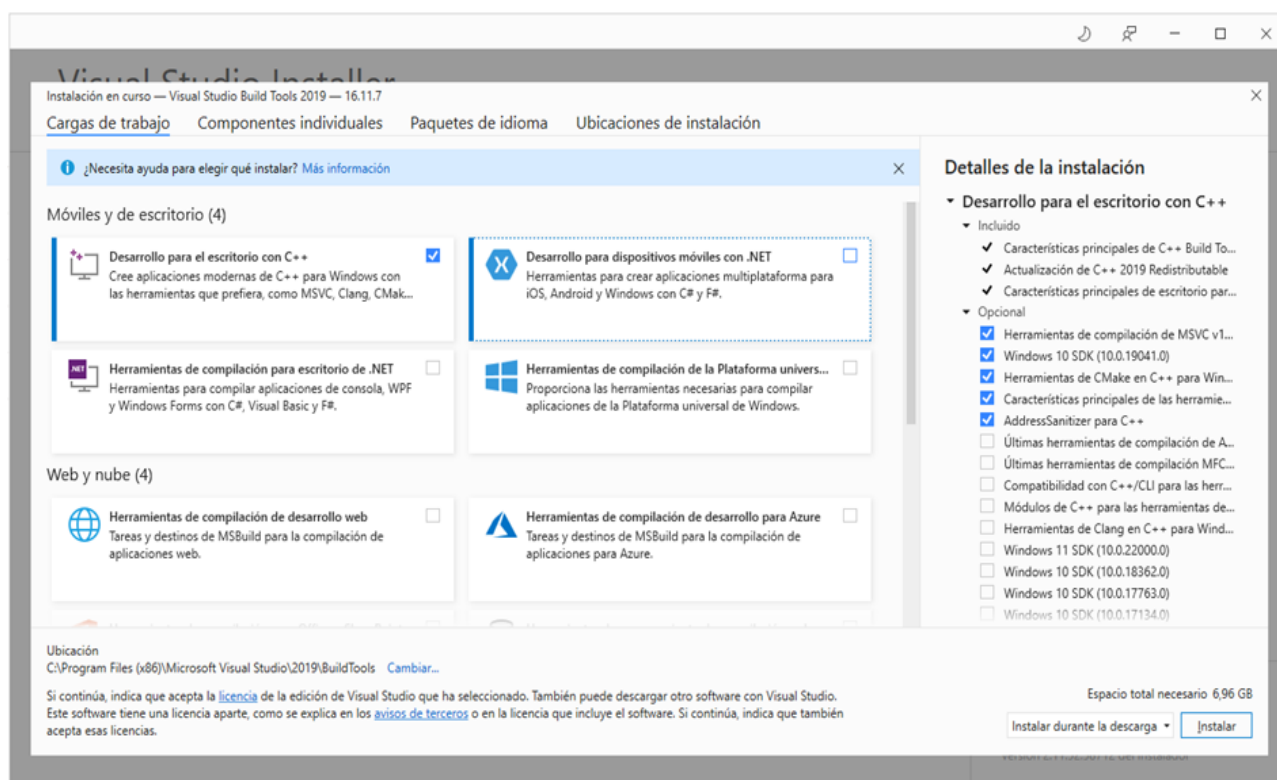 Visual Studio Installer
Instalación en curso — Visual Studio Build Tools 2019 — 16.11.7
Cargas de trabajo Componentes individuales Paquetes de idioma Ubicaciones de instalación
¿Necesita ayuda para elegir qué instalar? Más información
Móviles y de escritorio (4)
Desarrollo para el escritorio con C++
Cree aplicaciones modernas de C++ para Windows con
las herramientas que prefiera, como MSVC, Clang, CMak...
Desarrollo para dispositivos móviles con .NET
Herramientas para crear aplicaciones multiplataforma para
iOS, Android y Windows con C# y F#.
.NET
Herramientas de compilación para escritorio de .NET
Herramientas para compilar aplicaciones de consola, WPF
y Windows Forms con C#, Visual Basic y F#.
Herramientas de compilación de la Plataforma univers...
Proporciona las herramientas necesarias para compilar
aplicaciones de la Plataforma universal de Windows.
Web y nube (4)
Herramientas de compilación de desarrollo web
Tareas y destinos de MSBuild para la compilación de
aplicaciones web.
Herramientas de compilación de desarrollo para Azure
Tareas y destinos de MSBuild para la compilación de
aplicaciones para Azure.
Detalles de la instalación
Desarrollo para el escritorio con C++
Incluido
Características principales de C++ Build To...
Actualización de C++ 2019 Redistributable
Características principales de escritorio par...
Opcional
Herramientas de compilación de MSVC v1...
Windows 10 SDK (10.0.19041.0)
Herramientas de CMake en C++ para Win...
Características principales de las herramie...
AddressSanitizer para C++
Últimas herramientas de compilación de A...
Últimas herramientas de compilación MFC...
Compatibilidad con C++/CLI para las herr...
Módulos de C++ para las herramientas de...
Herramientas de Clang en C++ para Wind...
Windows 11 SDK (10.0.22000.0)
Windows 10 SDK (10.0.18362.0)
Windows 10 SDK (10.0.17763.0)
Windows 10 SDK (10.0.17134.0)
Ubicación
C:\Program Files (x86)\Microsoft Visual Studio\2019\BuildTools Cambiar...
Si continúa, indica que acepta la licencia de la edición de Visual Studio que ha seleccionado. También puede descargar otro software con Visual Studio.
Este software tiene una licencia aparte, como se explica en los avisos de terceros o en la licencia que incluye el software. Si continúa, indica que también
acepta esas licencias.
Espacio total necesario 6,96 GB
Instalar durante la descarga Instalar